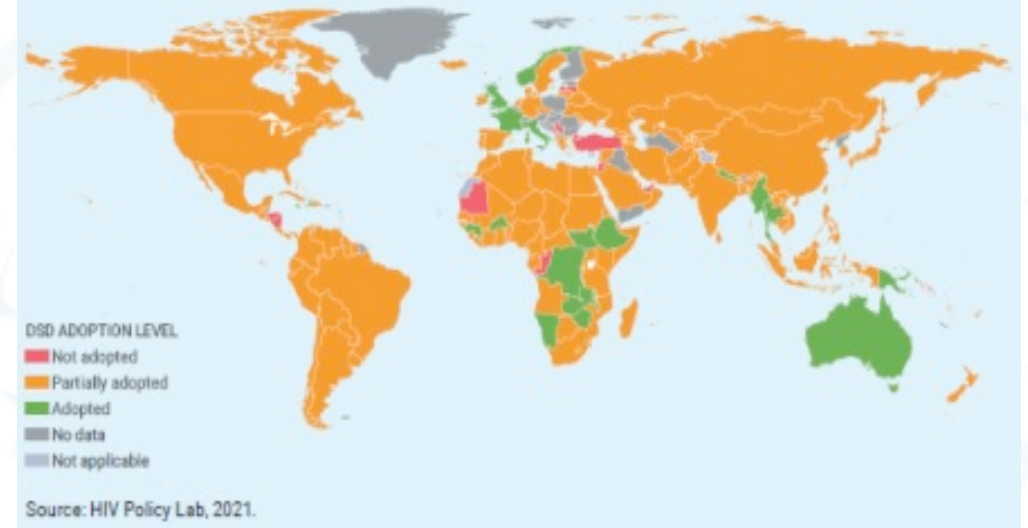 DSD ADOPTION LEVEL
Not adopted
Partially adopted
Adopted
No data
Not applicable
Source: HIV Policy Lab, 2021.